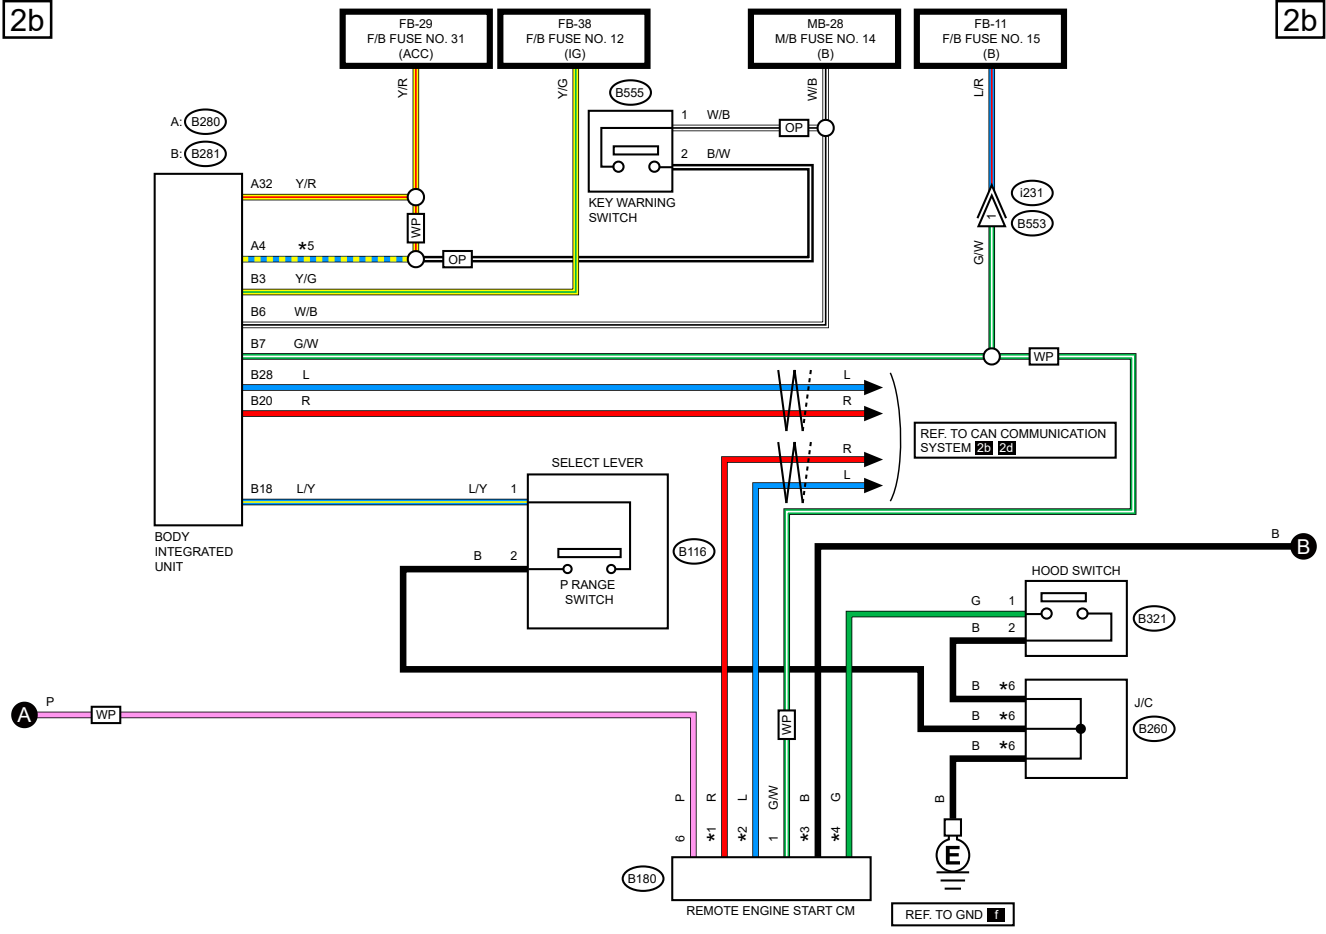 2b
2b
FB-29
F/B FUSE NO. 31
(ACC)
FB-38
F/B FUSE NO. 12
(IG)
MB-28
M/B FUSE NO. 14
(B)
FB-11
F/B FUSE NO. 15
(B)
Y/R
Y/G
W/B
L/R
B555
1 W/B
OP
2 B/W
KEY WARNING
SWITCH
A: B280
B: B281
i231
B553
1
G/W
A32 Y/R
WP
A4 *5
OP
B3 Y/G
B6 W/B
B7 G/W
WP
B28 L
L
B20 R
R
REF. TO CAN COMMUNICATION
SYSTEM 2b 2d
R
L
SELECT LEVER
B18 L/Y
L/Y 1
BODY
INTEGRATED
UNIT
B 2
P RANGE
SWITCH
B116
B
B
HOOD SWITCH
G 1
B 2
B321
B *6
B *6
B *6
J/C
B260
A
P
WP
WP
P
R
L
G/W
B
G
6
*1
*2
1
*3
*4
B
E
B180
REMOTE ENGINE START CM
REF. TO GND f